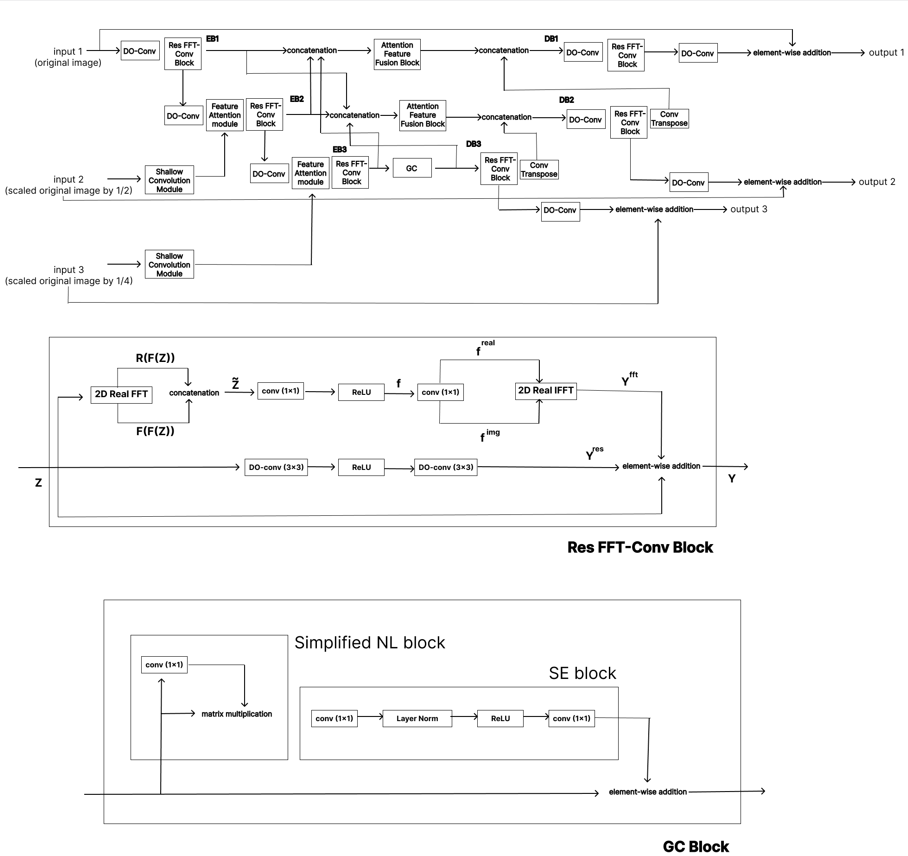 input 1
(original image)
DO-Conv
Res FFT-
Conv
Block
EB1
concatenation
Attention
Feature
Fusion Block
concatenation
DB1
DO-Conv
Res FFT-
Conv
Block
DO-Conv
element-wise addition
output 1
DO-Conv
Feature
Attention
module
Res FFT-
Conv
Block
EB2
concatenation
Attention
Feature
Fusion Block
concatenation
DB2
DO-Conv
Res FFT-
Conv
Block
Conv
Transpose
input 2
(scaled original image by 1/2)
Shallow
Convolution
Module
DO-Conv
Feature
Attention
module
EB3
Res FFT-
Conv
Block
GC
DB3
Res FFT-
Conv
Block
Conv
Transpose
DO-Conv
element-wise addition
output 2
DO-Conv
element-wise addition
output 3
input 3
(scaled original image by 1/4)
Shallow
Convolution
Module
R(F(Z))
2D Real FFT
concatenation
F(F(Z))
Z̃
conv (1×1)
ReLU
f
conv (1×1)
f real
f img
2D Real IFFT
Y fft
Z
DO-conv (3×3)
ReLU
DO-conv (3×3)
Y res
element-wise addition
Y
Res FFT-Conv Block
Simplified NL block
conv (1×1)
matrix multiplication
SE block
conv (1×1)
Layer Norm
ReLU
conv (1×1)
element-wise addition
GC Block